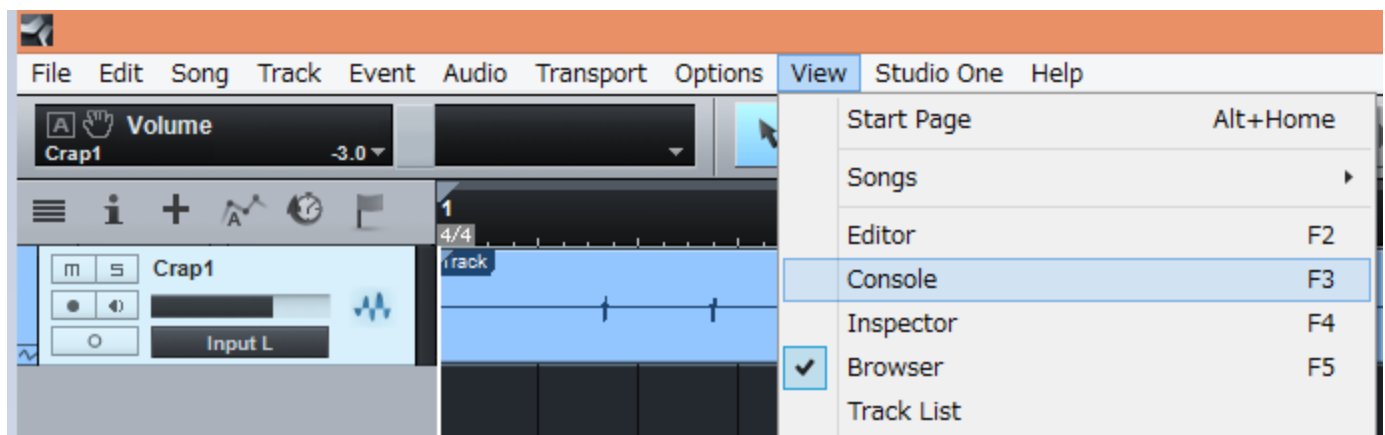 File Edit Song Track Event Audio Transport Options View Studio One Help
A Volume
Crap1 -3.0
Start Page Alt+Home
Songs
Editor F2
Console F3
Inspector F4
Browser F5
Track List
A
1
4/4
Track
m s Crap1
Input L